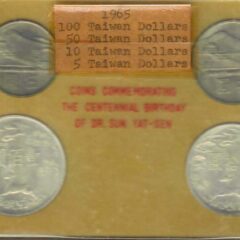 1965
100 Taiwan Dollars
50 Taiwan Dollars
10 Taiwan Dollars
5 Taiwan Dollars
COINS COMMEMORATING
THE CENTENNIAL BIRTHDAY
OF DR. SUN YAT-SEN